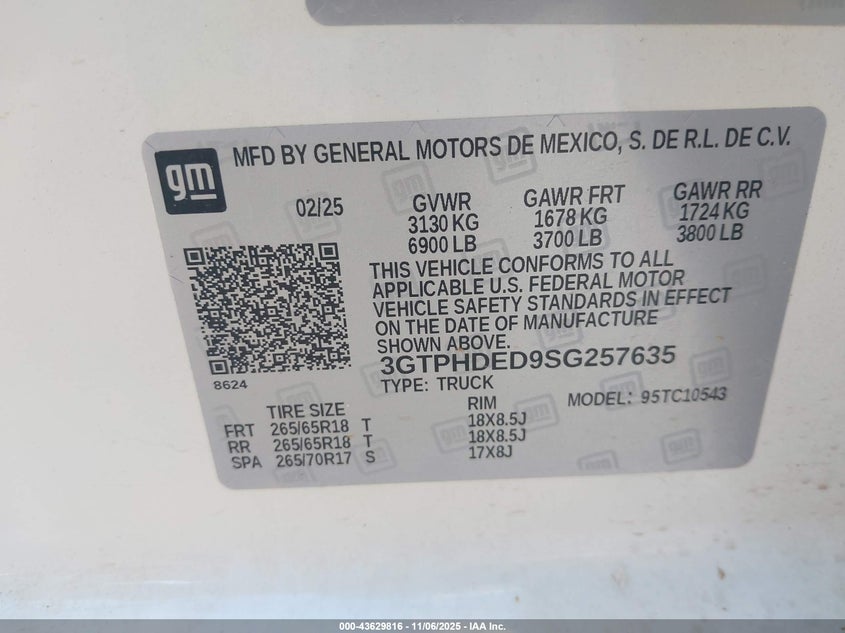 gm
MFD BY GENERAL MOTORS DE MEXICO, S. DE R.L. DE C.V.
02/25
GVWR GAWR FRT GAWR RR
3130 KG 1678 KG 1724 KG
6900 LB 3700 LB 3800 LB
THIS VEHICLE CONFORMS TO ALL
APPLICABLE U.S. FEDERAL MOTOR
VEHICLE SAFETY STANDARDS IN EFFECT
ON THE DATE OF MANUFACTURE
SHOWN ABOVE.
3GTPHDED9SG257635
8624
TYPE: TRUCK
MODEL: 95TC10543
TIRE SIZE RIM
FRT 265/65R18 T 18X8.5J
RR 265/65R18 T 18X8.5J
SPA 265/70R17 S 17X8J
000-43629816 - 11/06/2025 - IAA Inc.